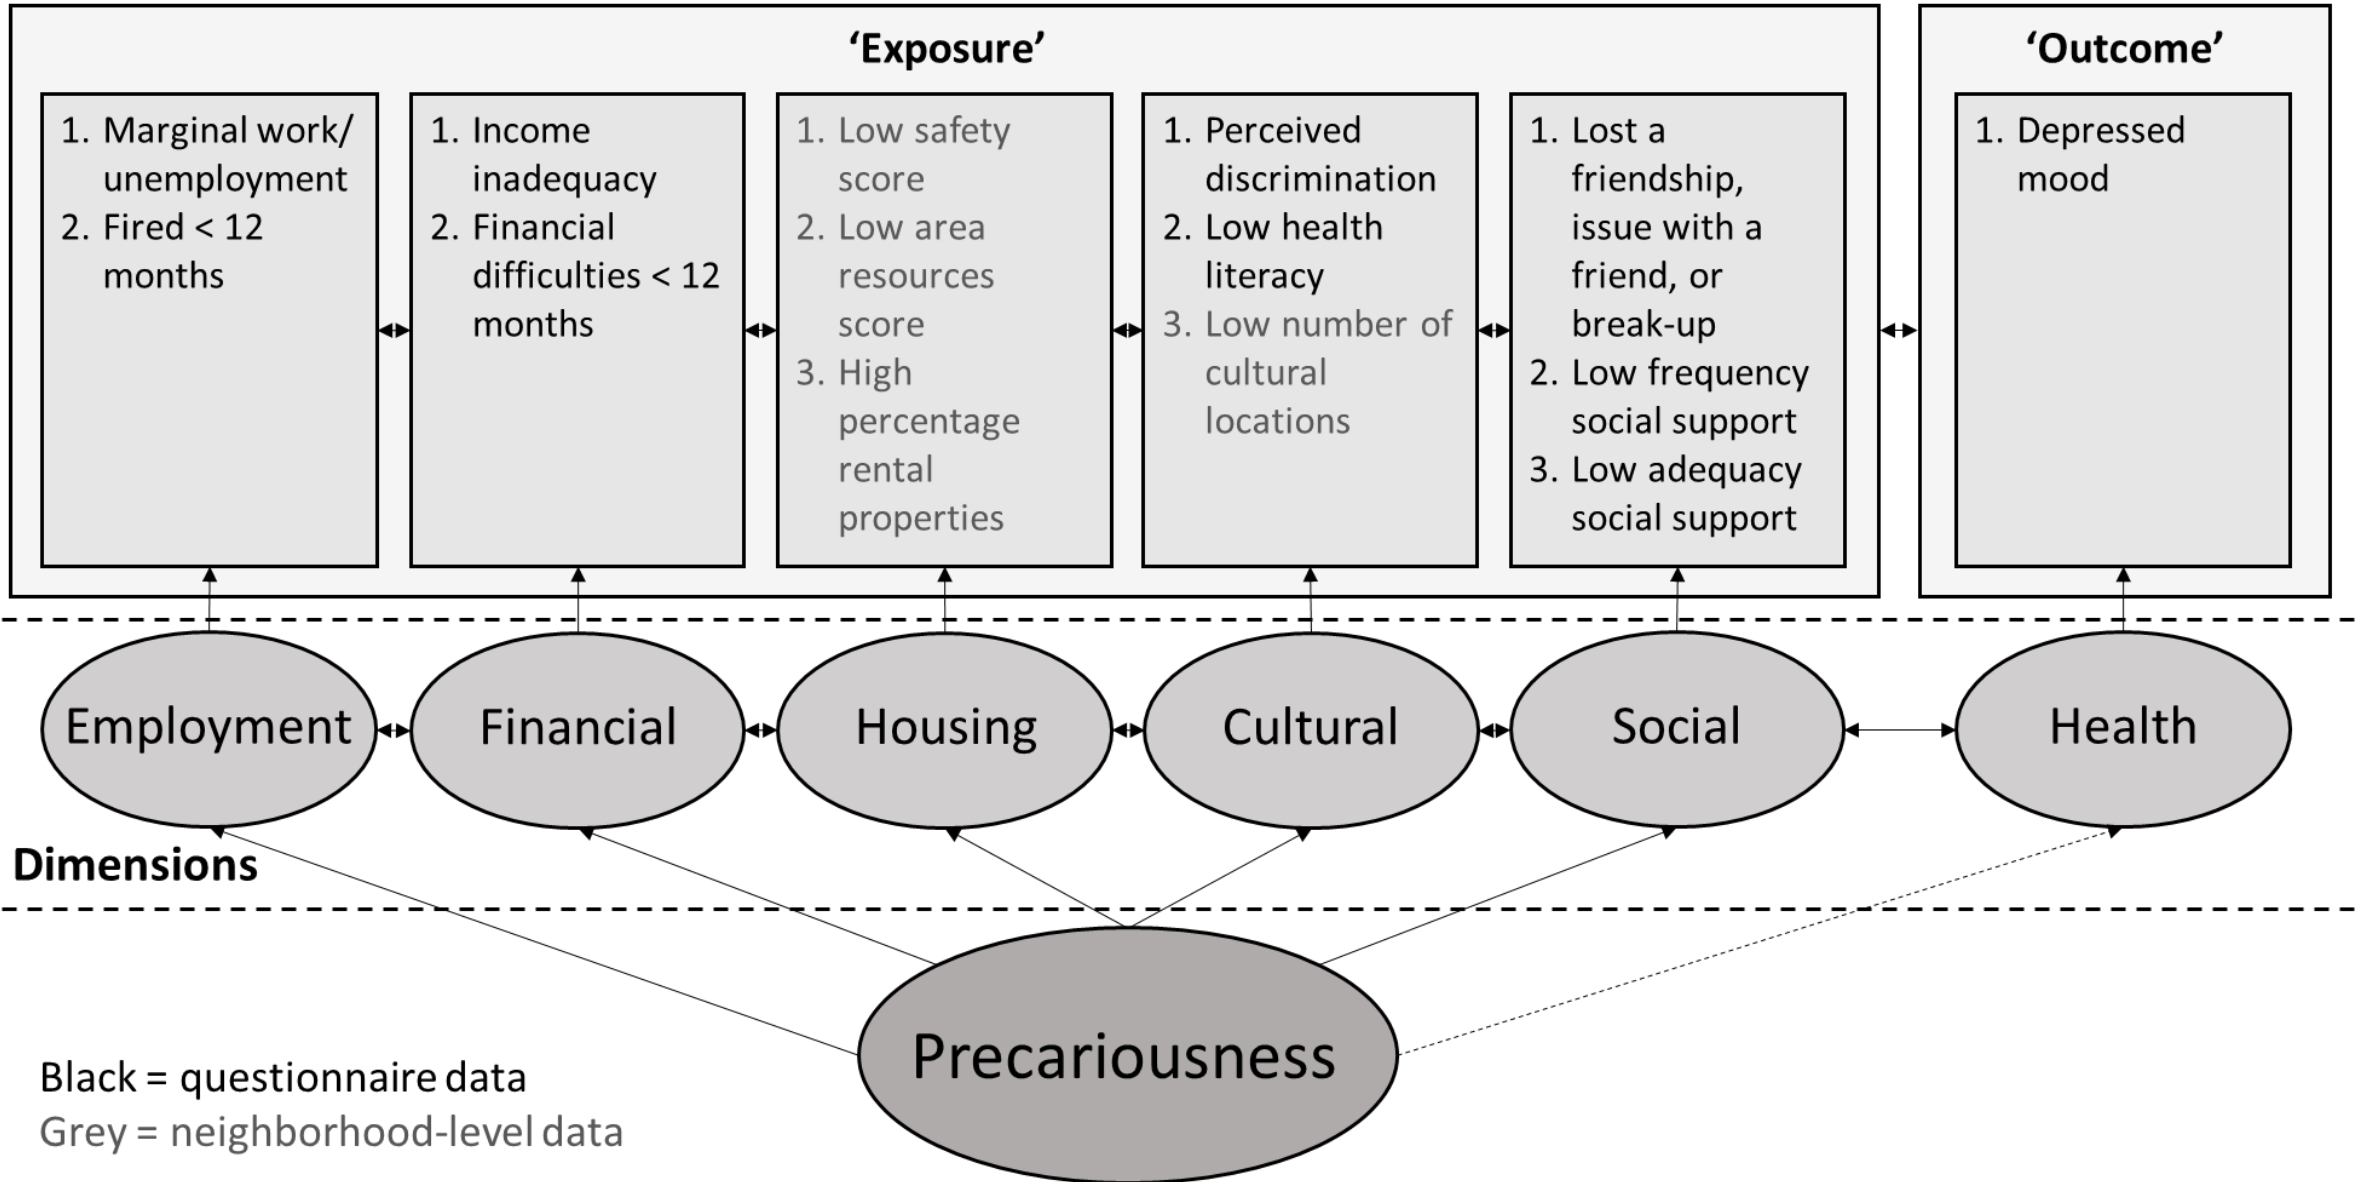 ‘Exposure’
1. Marginal work/
unemployment
2. Fired < 12
months
1. Income
inadequacy
2. Financial
difficulties < 12
months
1. Low safety
score
2. Low area
resources
score
3. High
percentage
rental
properties
1. Perceived
discrimination
2. Low health
literacy
3. Low number of
cultural
locations
1. Lost a
friendship,
issue with a
friend, or
break-up
2. Low frequency
social support
3. Low adequacy
social support
‘Outcome’
1. Depressed
mood
Employment
Financial
Housing
Cultural
Social
Health
Dimensions
Precariousness
Black = questionnaire data
Grey = neighborhood-level data